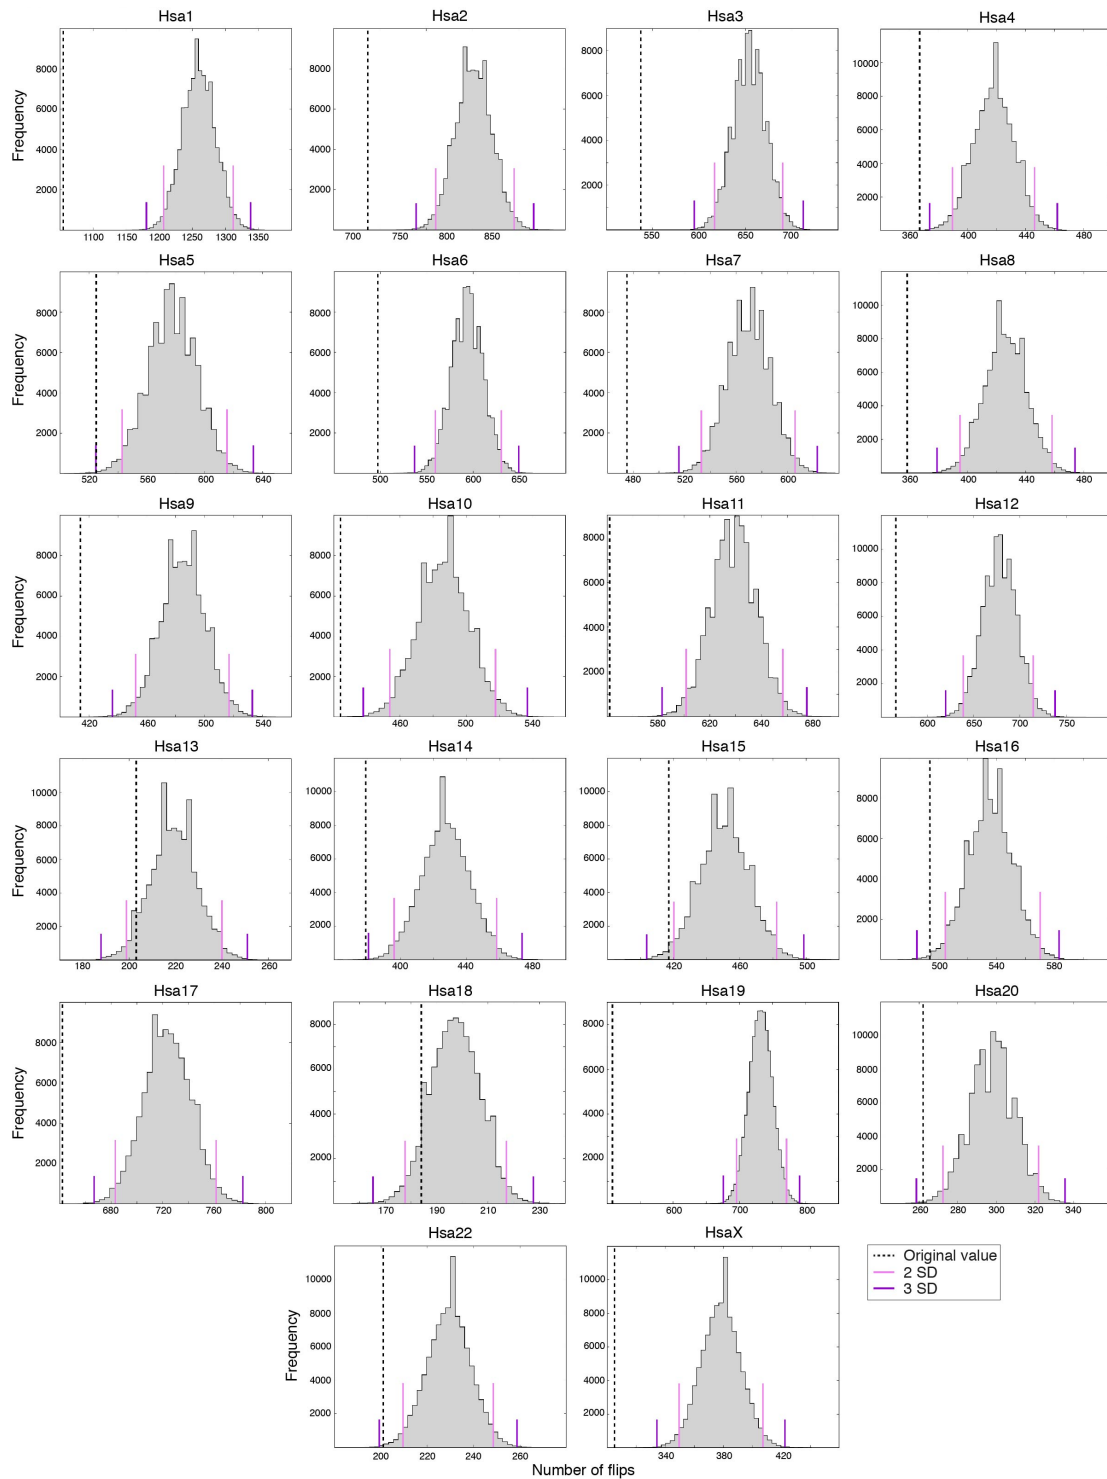 Hsa1 Hsa2 Hsa3 Hsa4
Frequency
8000 6000 4000 2000
1100 1150 1200 1250 1300 1350
8000 6000 4000 2000
700 800 850
8000 6000 4000 2000
550 600 650 700
12000 10000 8000 6000 4000 2000
360 400 440 480
Hsa5 Hsa6 Hsa7 Hsa8
Frequency
8000 6000 4000 2000
520 560 600 640
8000 6000 4000 2000
500 550 600 650
8000 6000 4000 2000
480 520 560 600
12000 10000 8000 6000 4000 2000
360 400 440 480
Hsa9 Hsa10 Hsa11 Hsa12
Frequency
8000 6000 4000 2000
420 460 500 540
8000 6000 4000 2000
460 500 540
8000 6000 4000 2000
580 620 640 680
10000 8000 6000 4000 2000
600 650 700 750
Hsa13 Hsa14 Hsa15 Hsa16
Frequency
10000 8000 6000 4000 2000
180 200 220 240 260
10000 8000 6000 4000 2000
400 440 480
10000 8000 6000 4000 2000
420 460 500
8000 6000 4000 2000
500 540 580
Hsa17 Hsa18 Hsa19 Hsa20
Frequency
8000 6000 4000 2000
680 720 760 800
8000 6000 4000 2000
170 190 210 230
8000 6000 4000 2000
600 700 800
10000 8000 6000 4000 2000
260 280 300 320 340
Hsa22 HsaX
Frequency
10000 8000 6000 4000 2000
200 220 240 260
10000 8000 6000 4000 2000
340 380 420
Original value
2 SD
3 SD
Number of flips